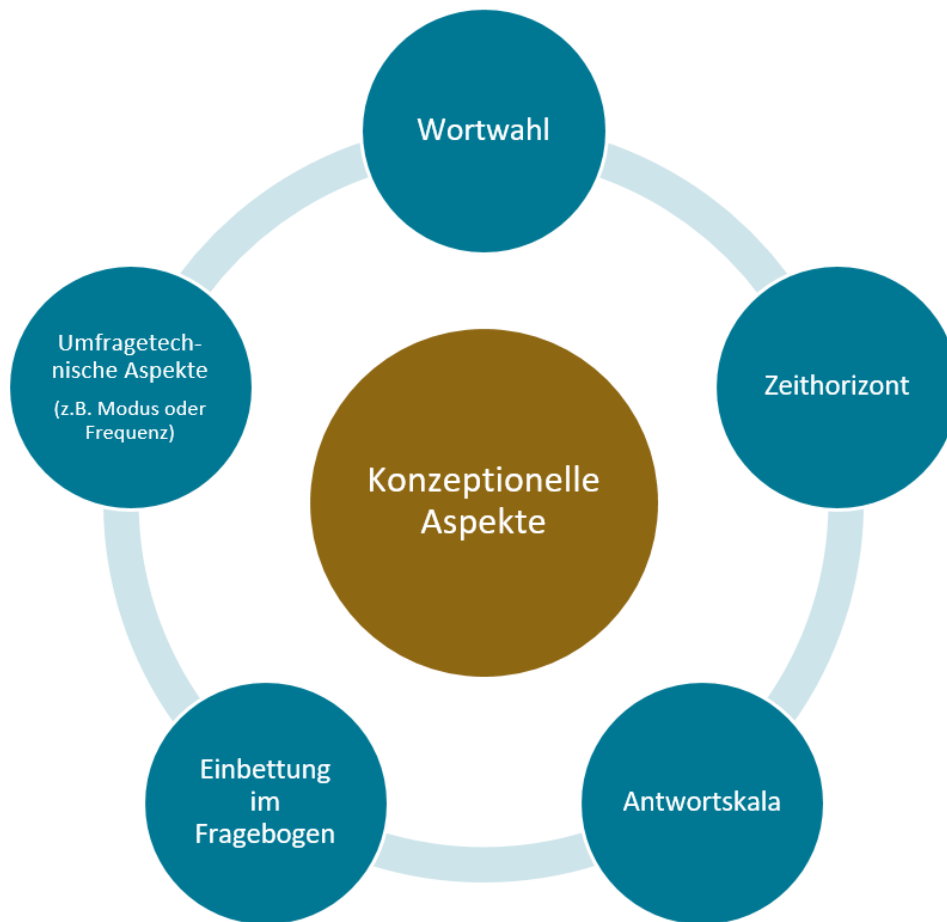 Wortwahl
Zeithorizont
Antwortskala
Einbettung
im
Fragebogen
Umfragetech-
nische Aspekte
(z.B. Modus oder
Frequenz)
Konzeptionelle
Aspekte